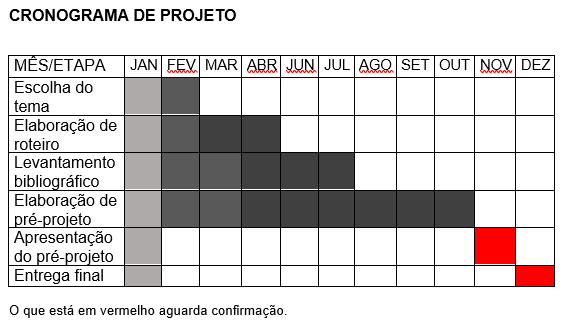 CRONOGRAMA DE PROJETO
MÊS/ETAPA JAN FEV MAR ABR JUN JUL AGO SET OUT NOV DEZ
Escolha do
tema
Elaboração de
roteiro
Levantamento
bibliográfico
Elaboração de
pré-projeto
Apresentação
do pré-projeto
Entrega final
O que está em vermelho aguarda confirmação.